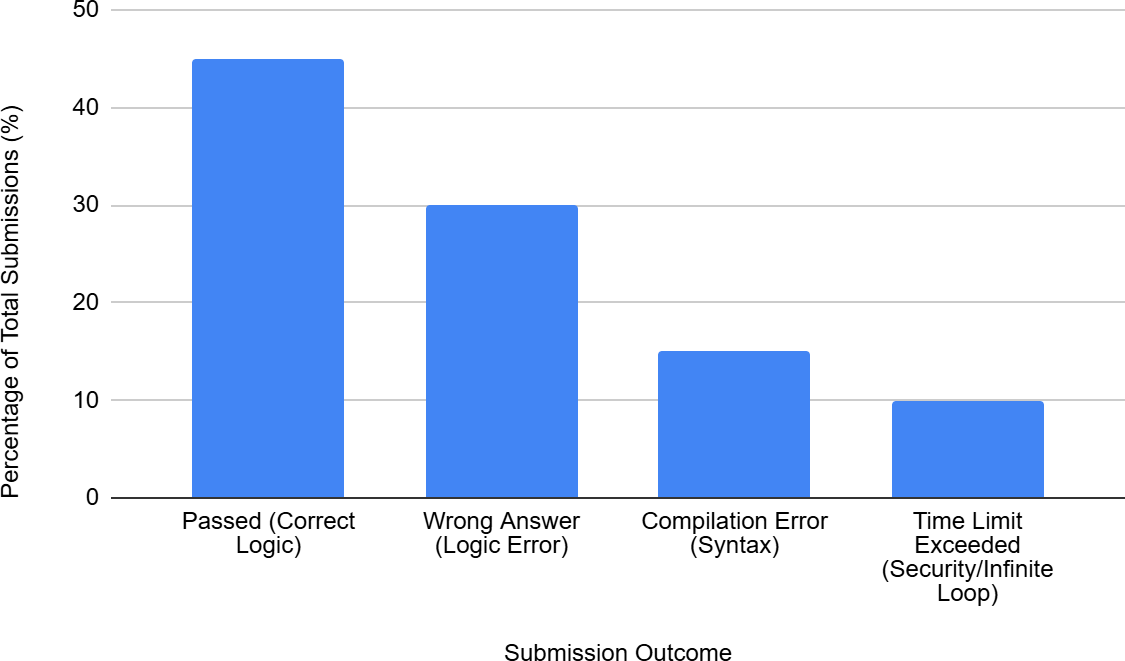 50
40
30
20
10
0
Percentage of Total Submissions (%)
Passed (Correct
Logic)
Wrong Answer
(Logic Error)
Compilation Error
(Syntax)
Time Limit
Exceeded
(Security/Infinite
Loop)
Submission Outcome